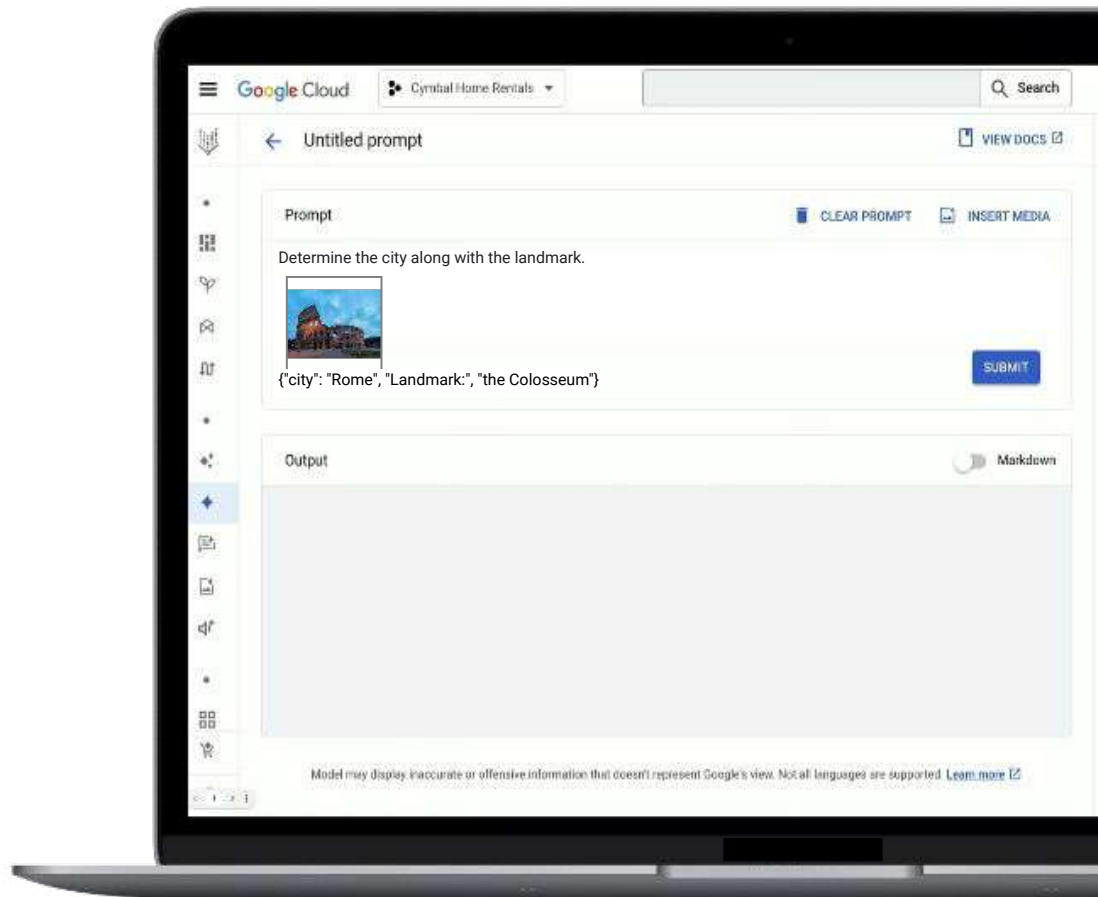 Google Cloud
Cymbal Home Rentals
Search
Untitled prompt
VIEW DOCS
Prompt
CLEAR PROMPT
INSERT MEDIA
Determine the city along with the landmark.
SUBMIT
{"city": "Rome", "Landmark:", "the Colosseum"}
Output
Markdown
Model may display inaccurate or offensive information that doesn't represent Google's view. Not all languages are supported. Learn more